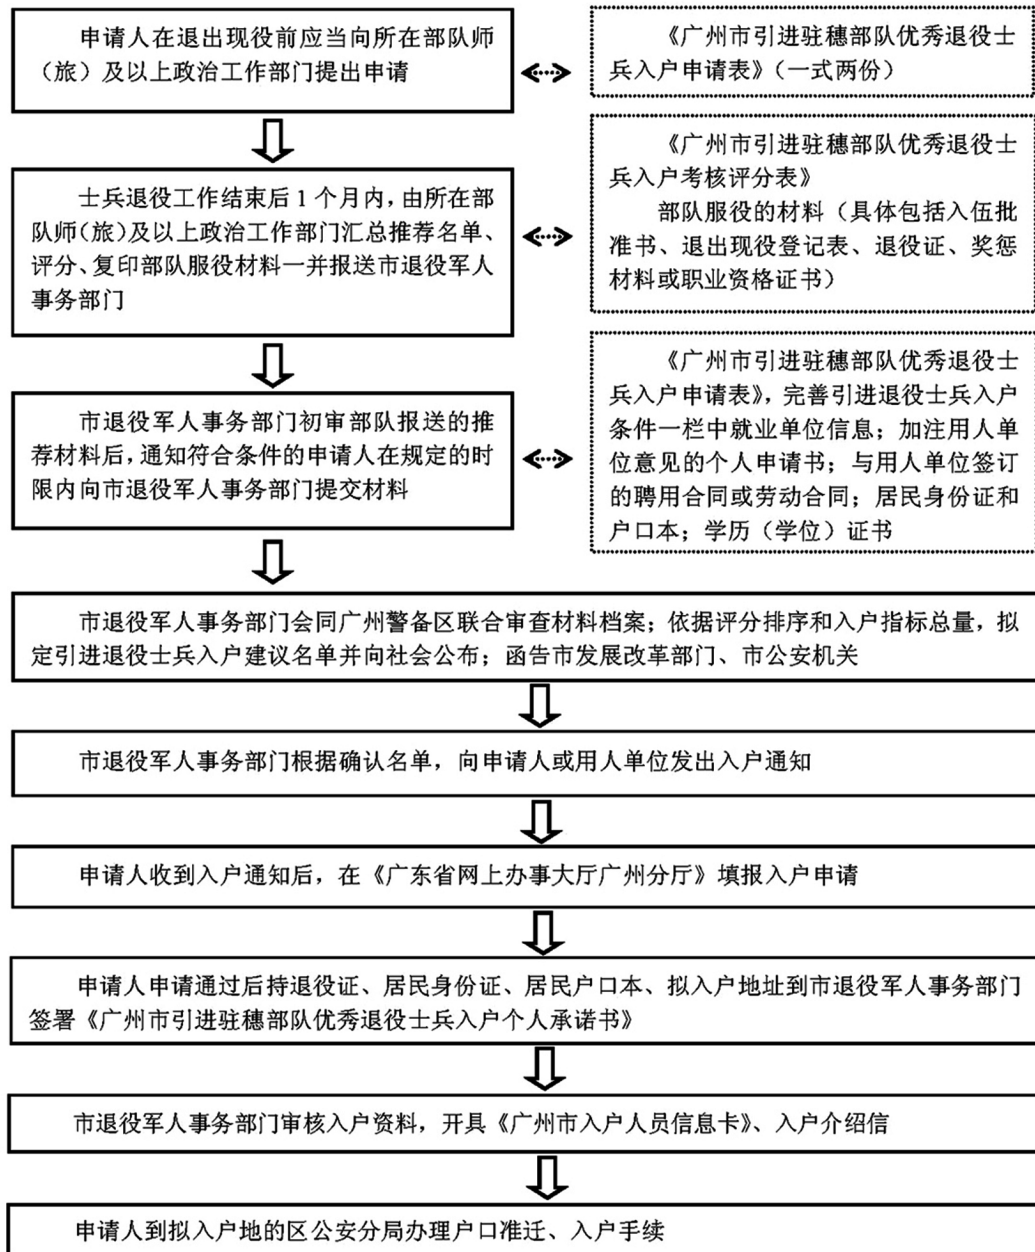 申请人在退出现役前应当向所在部队师
（旅）及以上政治工作部门提出申请
《广州市引进驻穗部队优秀退役士
兵入户申请表》（一式两份）
士兵退役工作结束后1个月内，由所在部
队师（旅）及以上政治工作部门汇总推荐名单、
评分、复印部队服役材料一并报送市退役军人
事务部门
《广州市引进驻穗部队优秀退役士
兵入户考核评分表》
部队服役的材料（具体包括入伍批
准书、退出现役登记表、退役证、奖惩
材料或职业资格证书）
市退役军人事务部门初审部队报送的推
荐材料后，通知符合条件的申请人在规定的时
限内向市退役军人事务部门提交材料
《广州市引进驻穗部队优秀退役士
兵入户申请表》，完善引进退役士兵入户
条件一栏中就业单位信息；加注用人单
位意见的个人申请书；与用人单位签订
的聘用合同或劳动合同；居民身份证和
户口本；学历（学位）证书
市退役军人事务部门会同广州警备区联合审查材料档案；依据评分排序和入户指标总量，拟
定引进退役士兵入户建议名单并向社会公布；函告市发展改革部门、市公安机关
市退役军人事务部门根据确认名单，向申请人或用人单位发出入户通知
申请人收到入户通知后，在《广东省网上办事大厅广州分厅》填报入户申请
申请人申请通过后持退役证、居民身份证、居民户口本、拟入户地址到市退役军人事务部门
签署《广州市引进驻穗部队优秀退役士兵入户个人承诺书》
市退役军人事务部门审核入户资料，开具《广州市入户人员信息卡》、入户介绍信
申请人到拟入户地的区公安分局办理户口准迁、入户手续